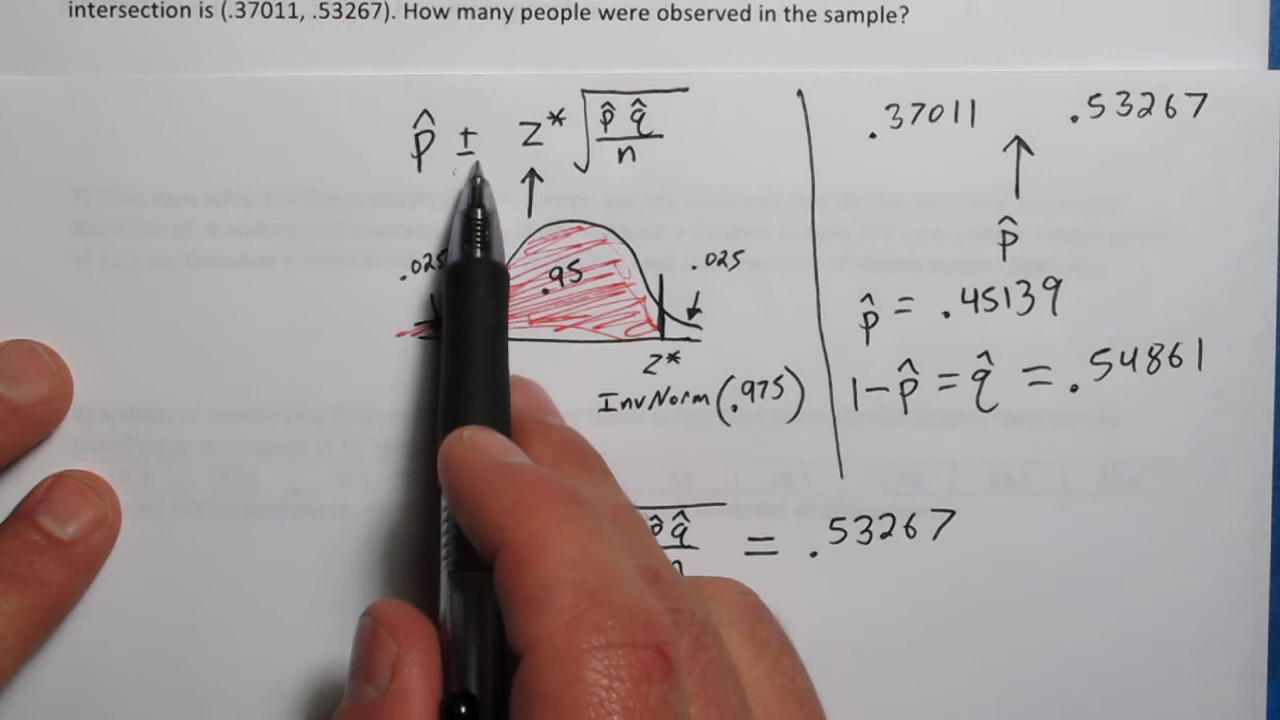 intersection is (.37011, .53267). How many people were observed in the sample?
p̂ ± z* √(p̂ q̂ / n)
.37011 .53267
p̂
.025 .95 .025
p̂ = .45139
z*
InvNorm(.975)
1-p̂ = q̂ = .54861
p̂ q̂ / n = .53267